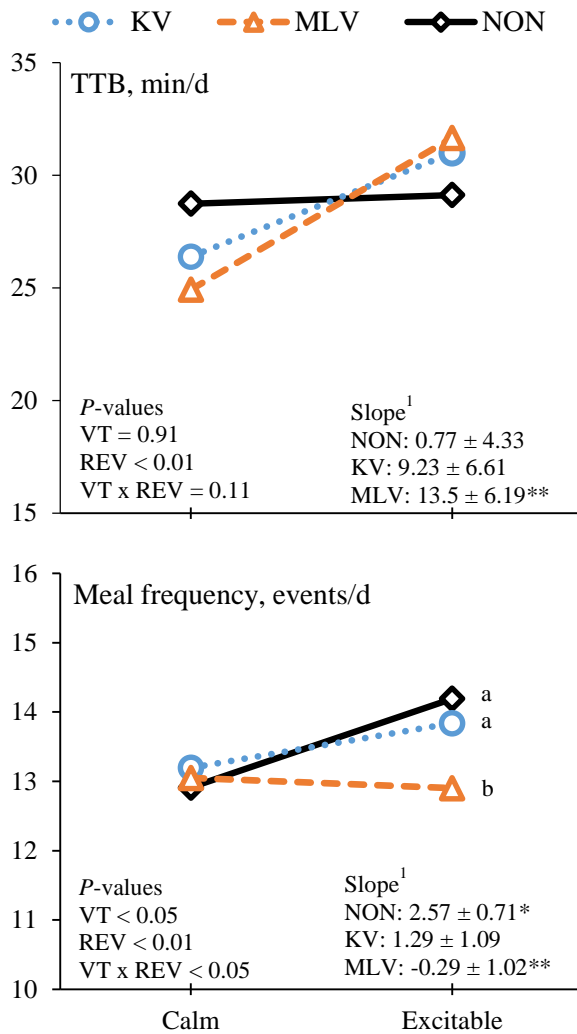 KV MLV NON
TTB, min/d
35
30
25
20
15
P-values
VT = 0.91
REV < 0.01
VT x REV = 0.11
Slope1
NON: 0.77 ± 4.33
KV: 9.23 ± 6.61
MLV: 13.5 ± 6.19**
Meal frequency, events/d
16
15
14
13
12
11
10
a
a
b
P-values
VT < 0.05
REV < 0.01
VT x REV < 0.05
Slope1
NON: 2.57 ± 0.71*
KV: 1.29 ± 1.09
MLV: -0.29 ± 1.02**
Calm Excitable